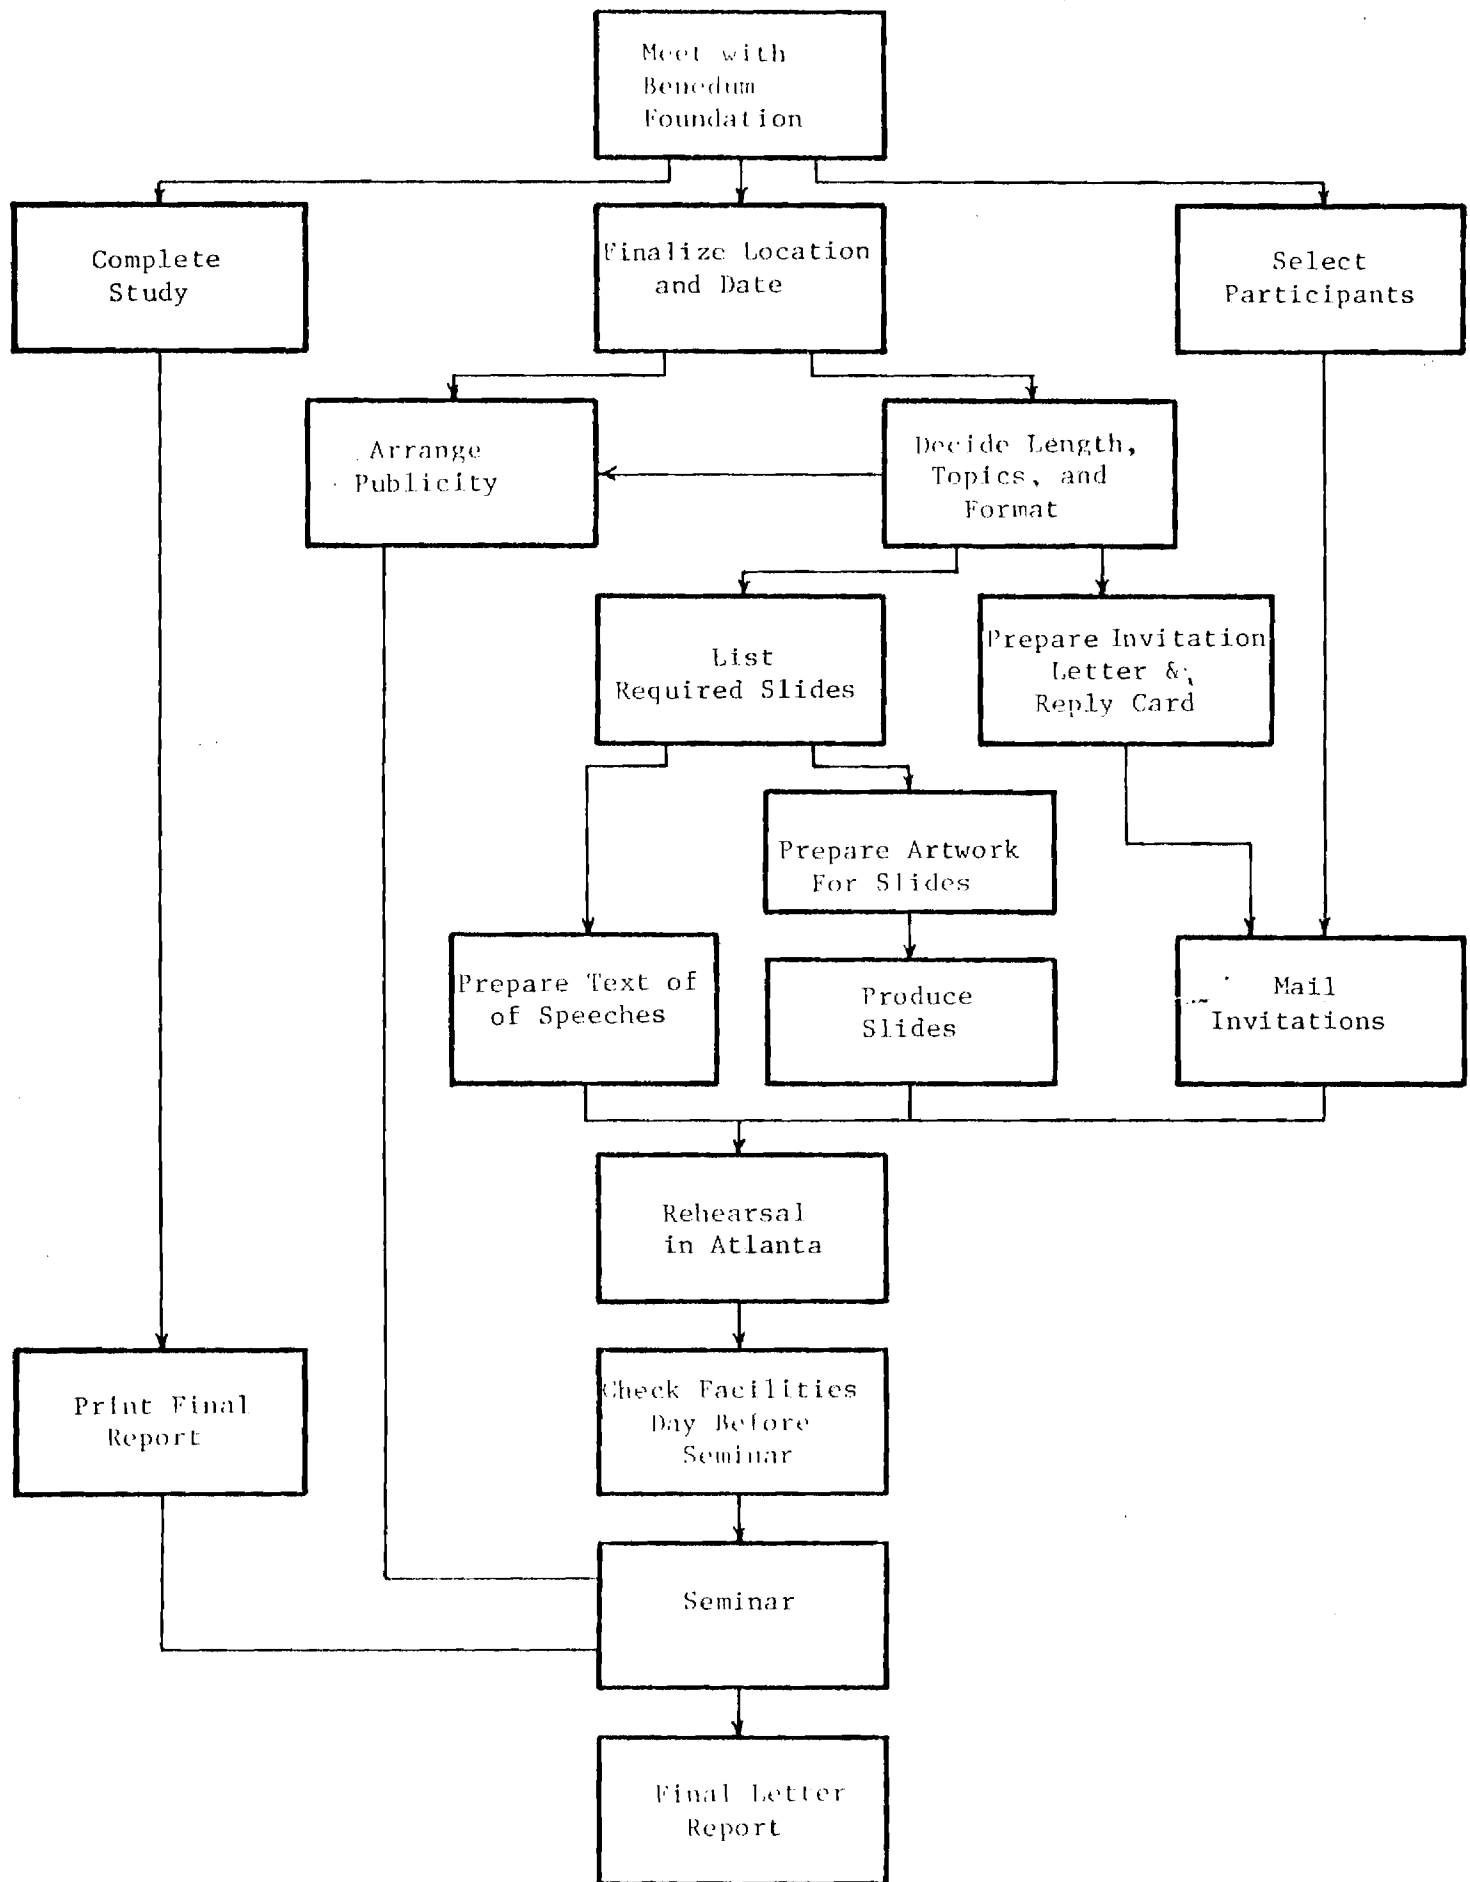 Meet with
Benedum
Foundation
Complete
Study
Finalize Location
and Date
Select
Participants
Arrange
Publicity
Decide Length,
Topics, and
Format
List
Required Slides
Prepare Invitation
Letter &
Reply Card
Prepare Artwork
For Slides
Prepare Text of
of Speeches
Produce
Slides
Mail
Invitations
Rehearsal
in Atlanta
Print Final
Report
Check Facilities
Day Before
Seminar
Seminar
Final Letter
Report